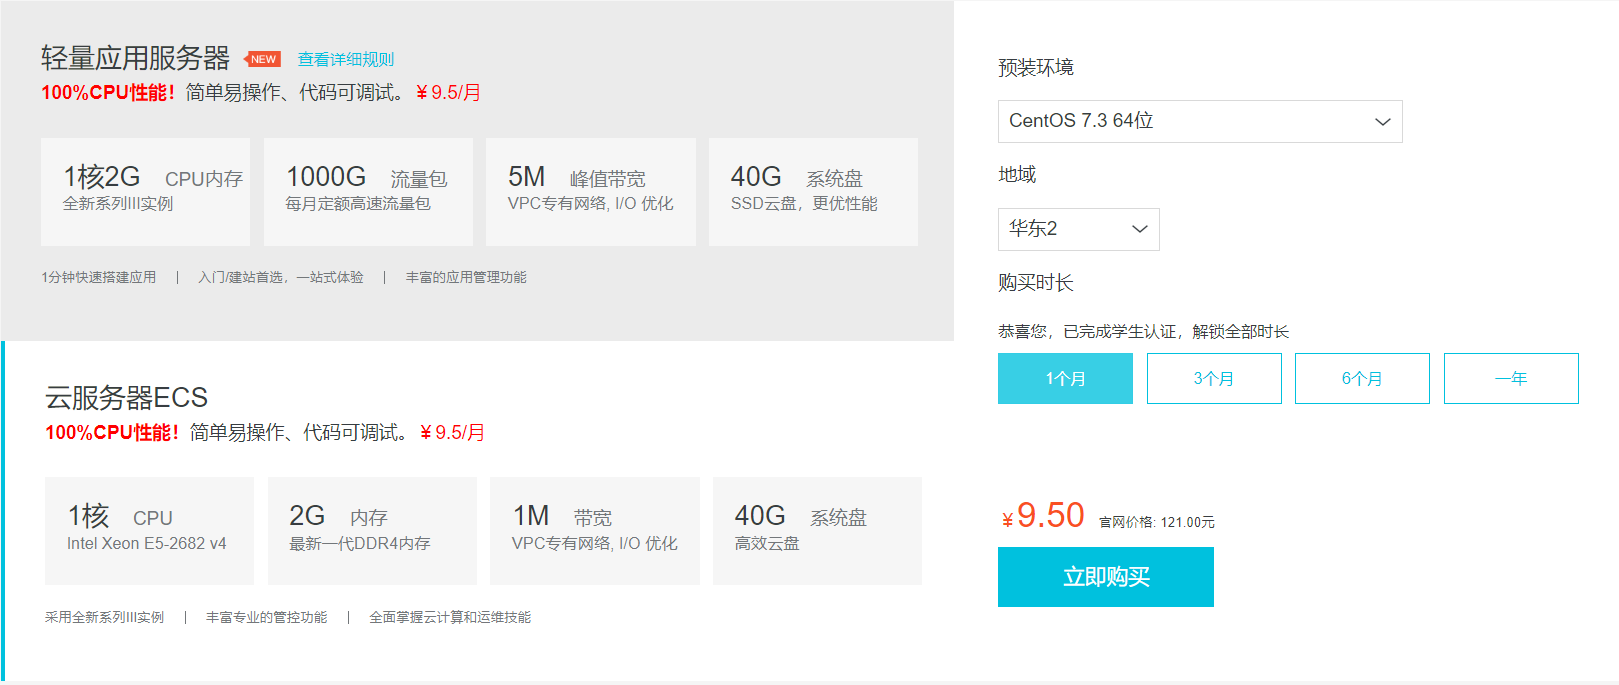 轻量应用服务器 NEW 查看详细规则
100%CPU性能！简单易操作、代码可调试。 ¥ 9.5/月
1核2G CPU内存
全新系列III实例
1000G 流量包
每月定额高速流量包
5M 峰值带宽
VPC专有网络, I/O 优化
40G 系统盘
SSD云盘，更优性能
1分钟快速搭建应用 | 入门/建站首选，一站式体验 | 丰富的应用管理功能
云服务器ECS
100%CPU性能！简单易操作、代码可调试。 ¥ 9.5/月
1核 CPU
Intel Xeon E5-2682 v4
2G 内存
最新一代DDR4内存
1M 带宽
VPC专有网络, I/O 优化
40G 系统盘
高效云盘
采用全新系列III实例 | 丰富专业的管控功能 | 全面掌握云计算和运维技能
预装环境
CentOS 7.3 64位
地域
华东2
购买时长
恭喜您，已完成学生认证，解锁全部时长
1个月 3个月 6个月 一年
¥9.50 官网价格: 121.00元
立即购买